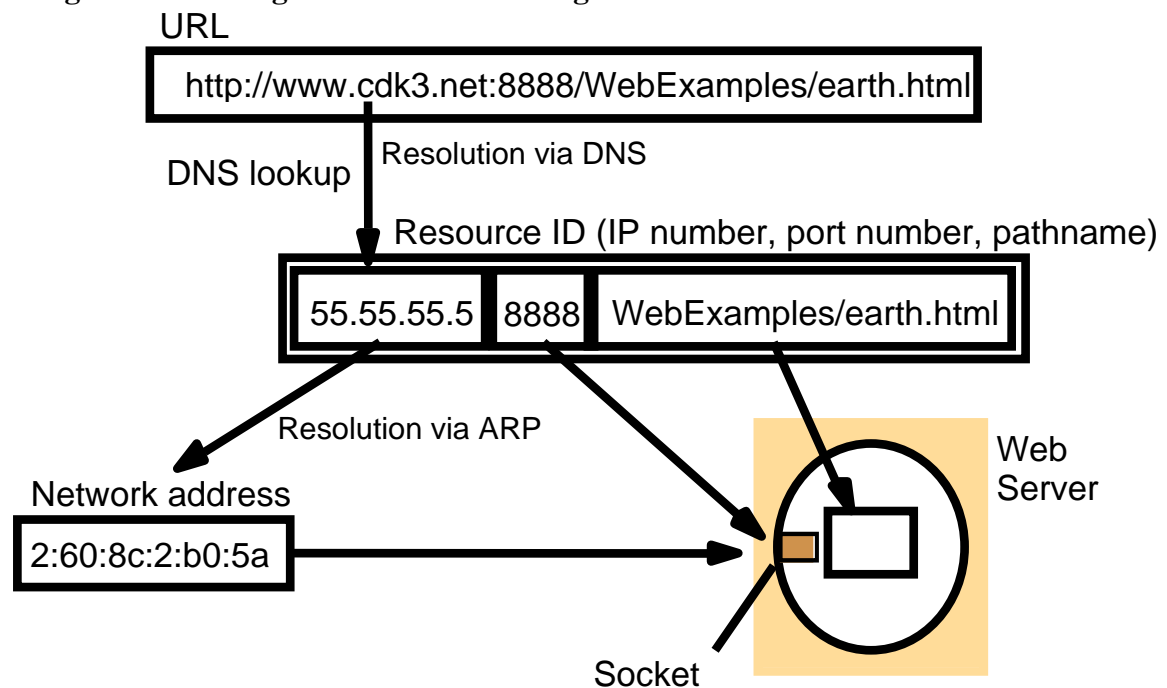 URL
http://www.cdk3.net:8888/WebExamples/earth.html
Resolution via DNS
DNS lookup
Resource ID (IP number, port number, pathname)
55.55.55.5 8888 WebExamples/earth.html
Resolution via ARP
Web
Server
Network address
2:60:8c:2:b0:5a
Socket